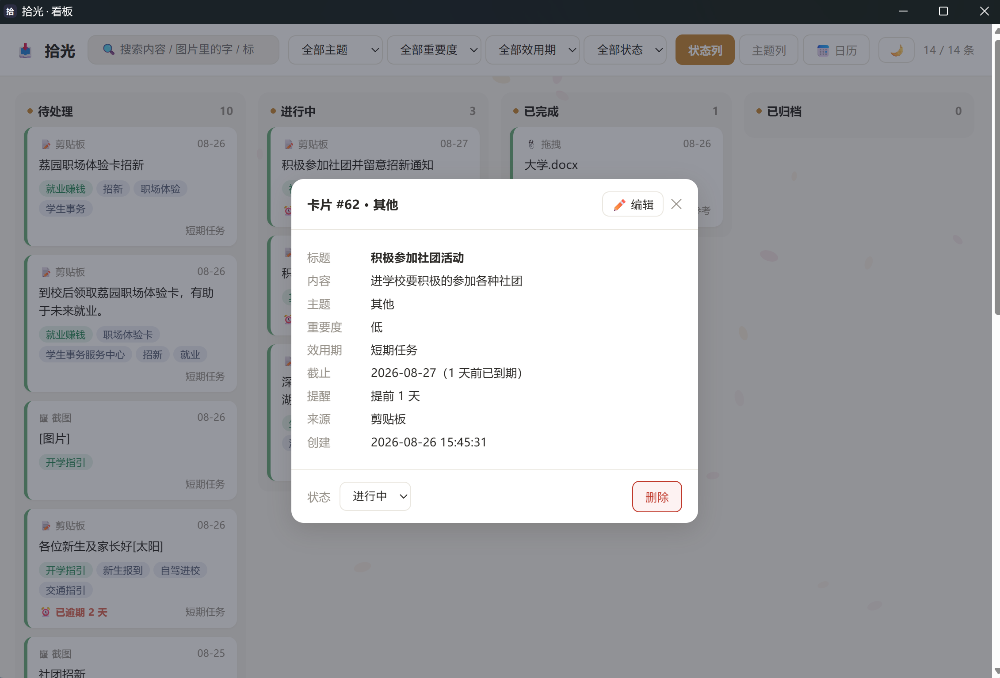 拾 拾光 · 看板
拾光
搜索内容 / 图片里的字 / 标
全部主题
全部重要度
全部效用期
全部状态
状态列
主题列
日历
14 / 14 条
待处理 10
剪贴板 08-26
荔园职场体验卡招新
就业赚钱 招新 职场体验
学生事务
短期任务
剪贴板 08-26
到校后领取荔园职场体验卡，有助
于未来就业。
就业赚钱 职场体验卡
学生事务服务中心 招新 就业
短期任务
截图 08-26
[图片]
开学指引
短期任务
剪贴板 08-26
各位新生及家长好[太阳]
开学指引 新生报到 自驾进校
交通指引
已逾期 2 天 短期任务
截图 08-25
社团招新
进行中 3
剪贴板 08-27
积极参加社团并留意招新通知
积
深
湖
已完成 1
拖拽 08-26
大学.docx
考
已归档 0
卡片 #62 • 其他
编辑
标题 积极参加社团活动
内容 进学校要积极的参加各种社团
主题 其他
重要度 低
效用期 短期任务
截止 2026-08-27（1 天前已到期）
提醒 提前 1 天
来源 剪贴板
创建 2026-08-26 15:45:31
状态 进行中
删除